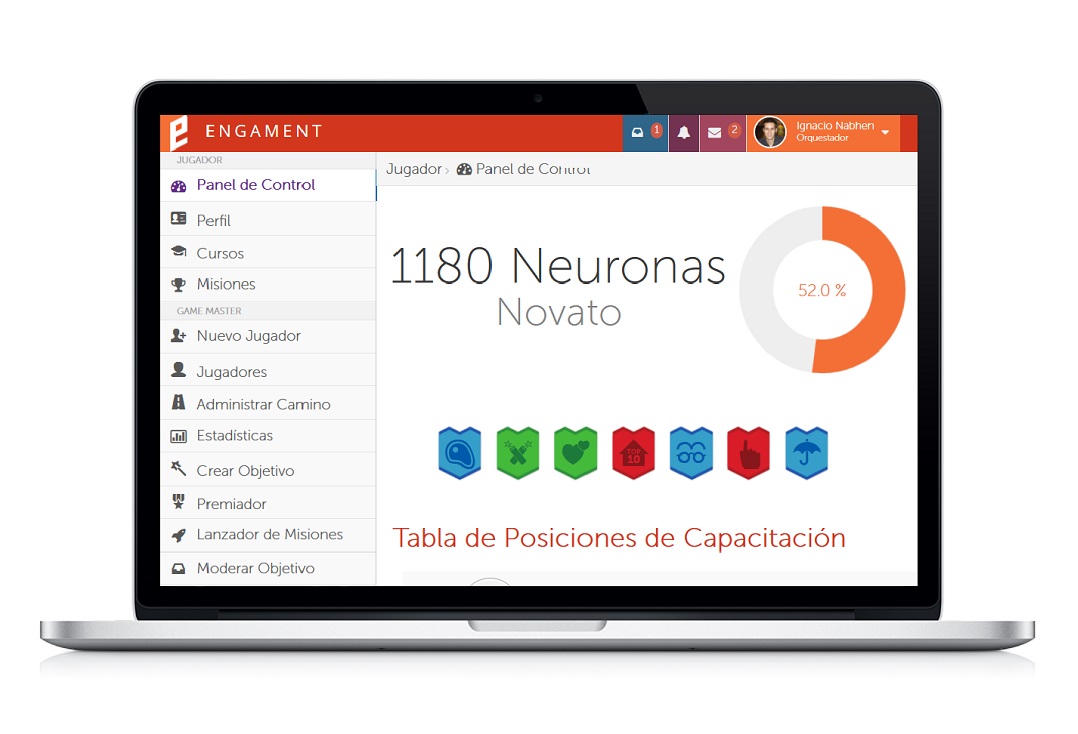 ENGAMENT
1
2
Ignacio Nabhen
Orquestador
JUGADOR
Panel de Control
Perfil
Cursos
Misiones
GAME MASTER
Nuevo Jugador
Jugadores
Administrar Camino
Estadísticas
Crear Objetivo
Premiador
Lanzador de Misiones
Moderar Objetivo
Jugador › Panel de Control
1180 Neuronas
Novato
52.0 %
TOP
10
Tabla de Posiciones de Capacitación